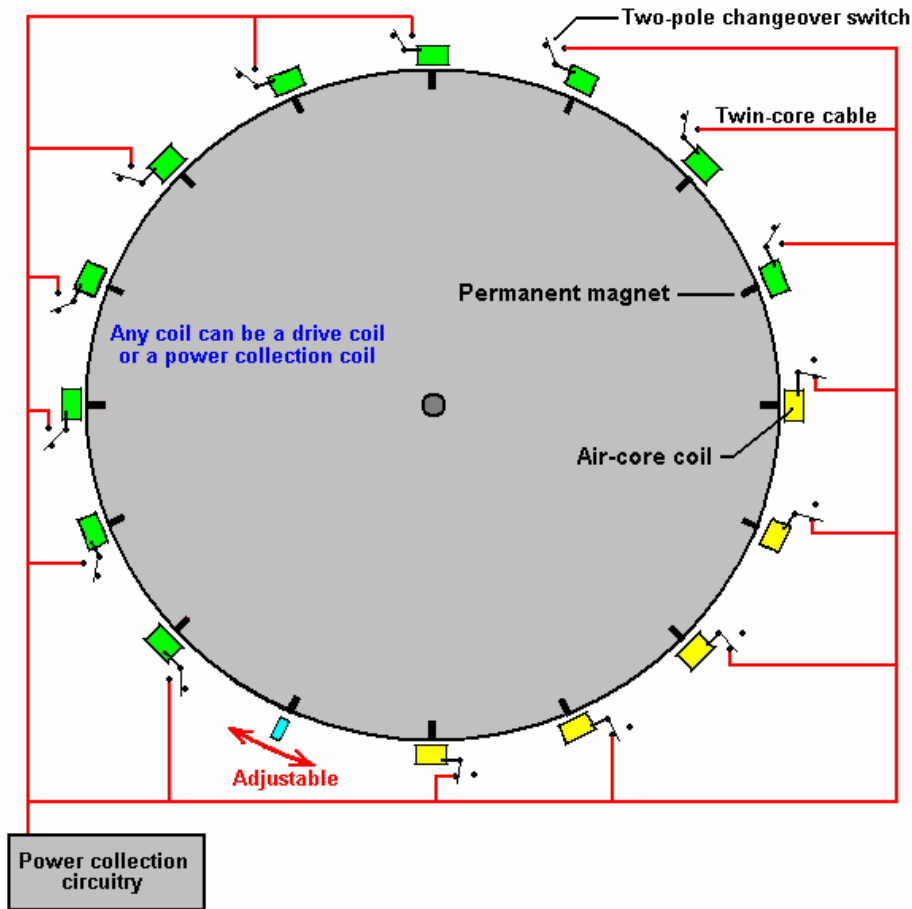 Two-pole changeover switch
Twin-core cable
Permanent magnet
Any coil can be a drive coil
or a power collection coil
Air-core coil
Adjustable
Power collection
circuitry